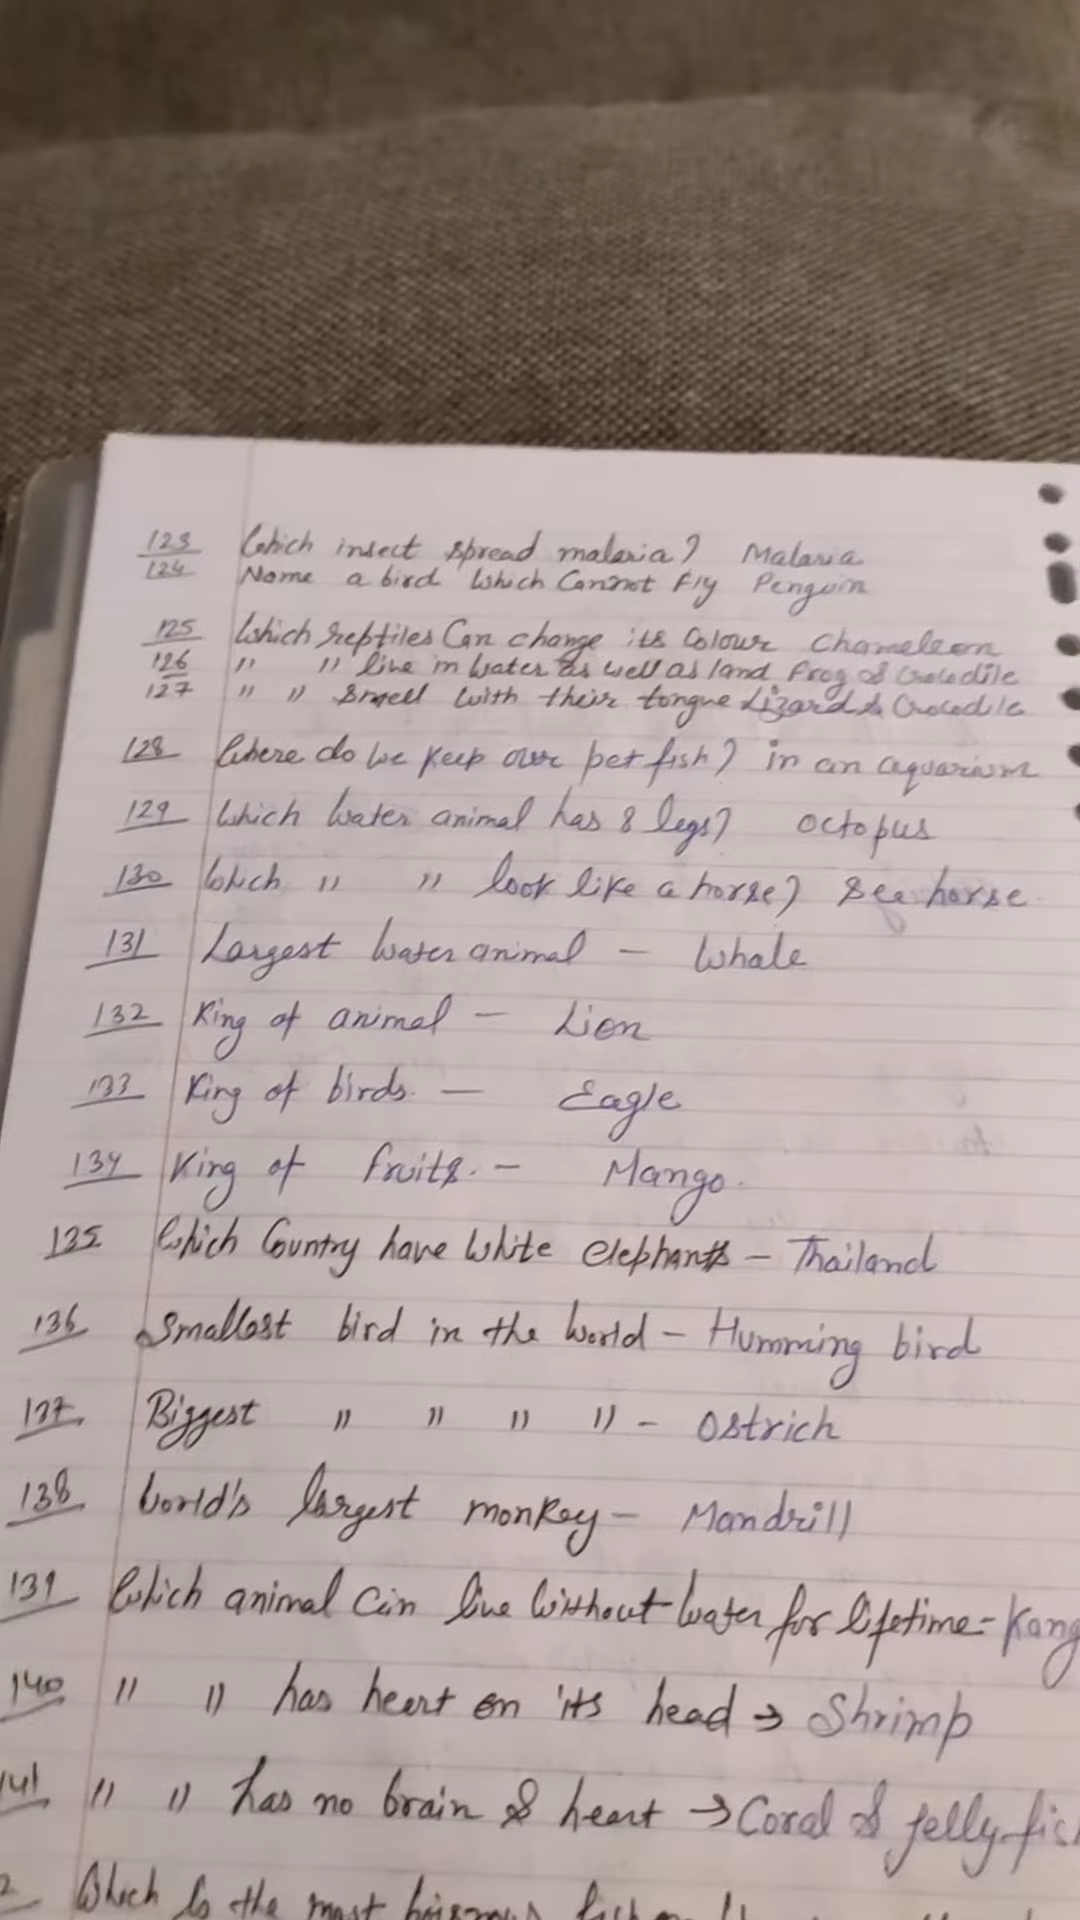 123 Which insect spread malaria? Malaria
124 Name a bird which Cannot Fly Penguin
125 Which reptiles Can change its Colour Chameleon
126 " " live in water as well as land Frog & Crocodile
127 " " Smell with their tongue Lizard & Crocodile
128 Where do we keep our pet fish? in an aquarium
129 Which water animal has 8 legs? Octopus
130 Which " " look like a horse? See horse
131 Largest water animal - Whale
132 King of animal - Lion
133 King of birds. - Eagle
134 King of fruits. - Mango.
135 Which Country have white elephants - Thailand
136 Smallest bird in the world - Humming bird
137 Biggest " " " " - Ostrich
138 World's largest monkey - Mandrill
139 Which animal can live without water for lifetime = Kang
140 " " has heart on its head → Shrimp
141 " " has no brain & heart → Coral & jelly fis
2 Which is the most